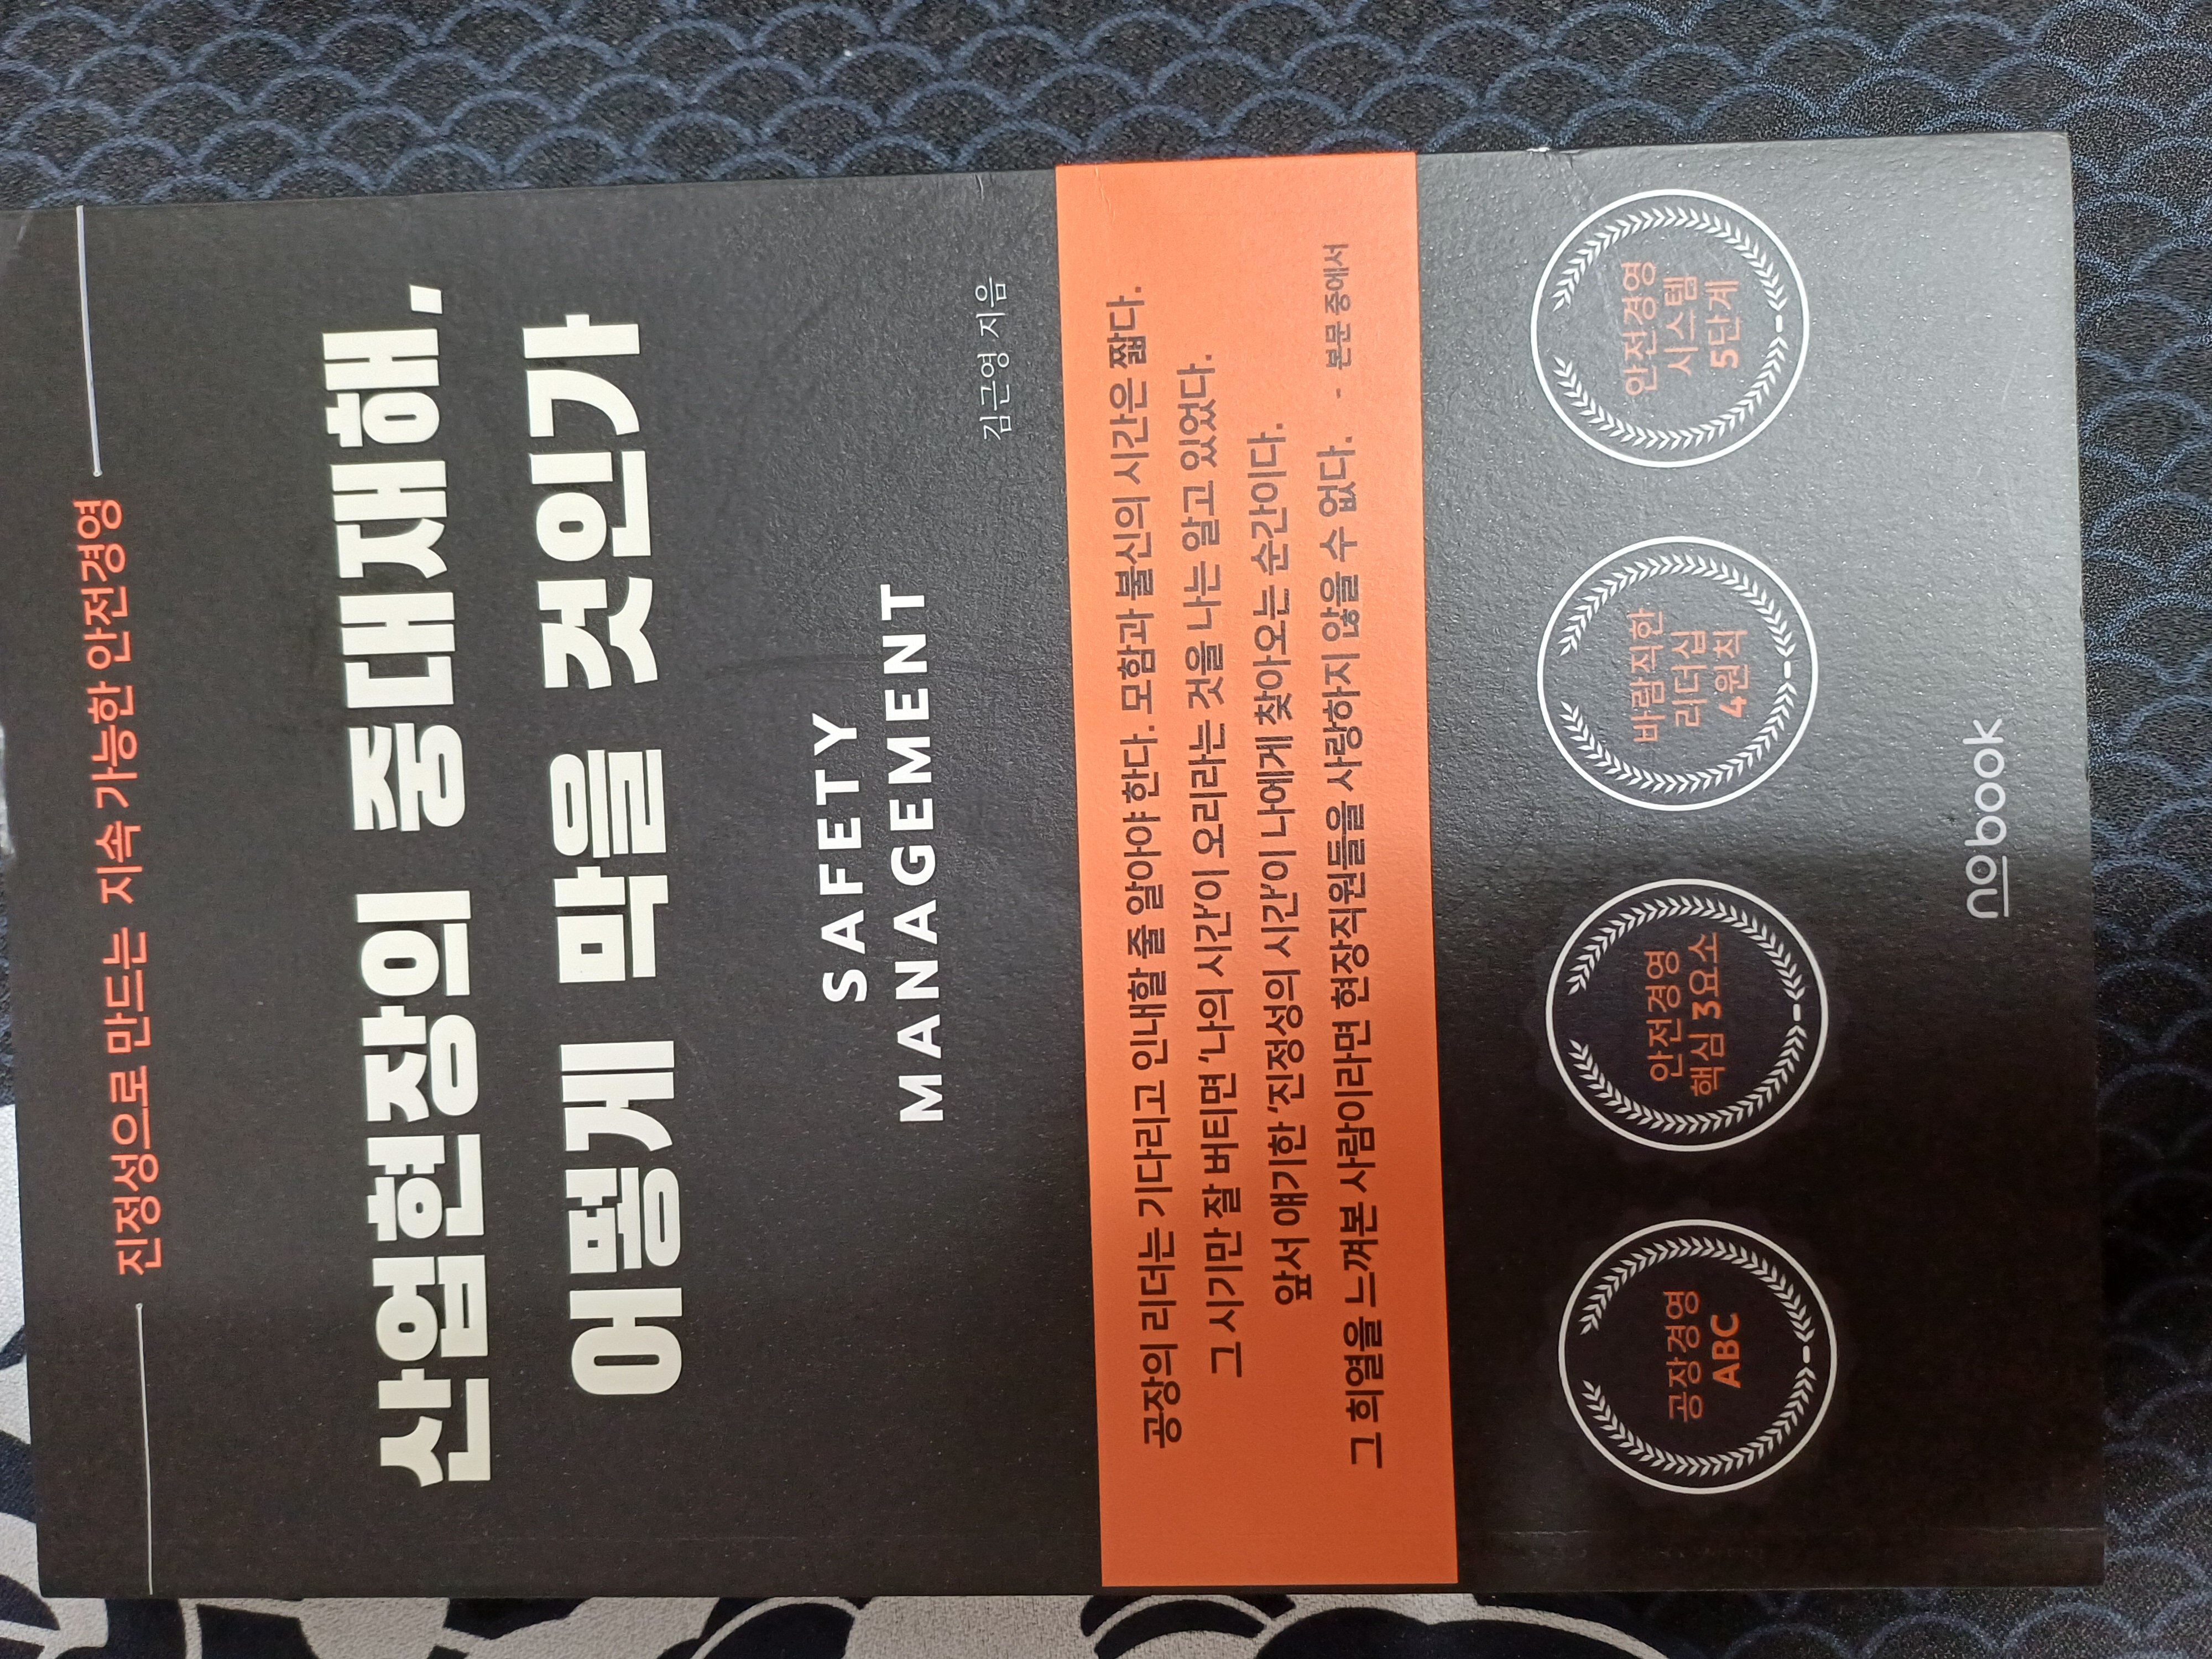 진정성으로 만드는 지속 가능한 안전경영
산업현장의 중대재해,
어떻게 막을 것인가
SAFETY
MANAGEMENT
김근영 지음
공장의 리더는 기다리고 인내할 줄 알아야 한다. 모함과 불신의 시간은 짧다.
그 시기만 잘 버티면 ‘나의 시간’이 오리라는 것을 나는 알고 있었다.
앞서 얘기한 ‘진정성의 시간’이 나에게 찾아오는 순간이다.
그 희열을 느껴본 사람이라면 현장직원들을 사랑하지 않을 수 없다. - 본문 중에서
공장경영
ABC
안전경영
핵심 3요소
바람직한
리더십
4원칙
안전경영
시스템
5단계
nobook